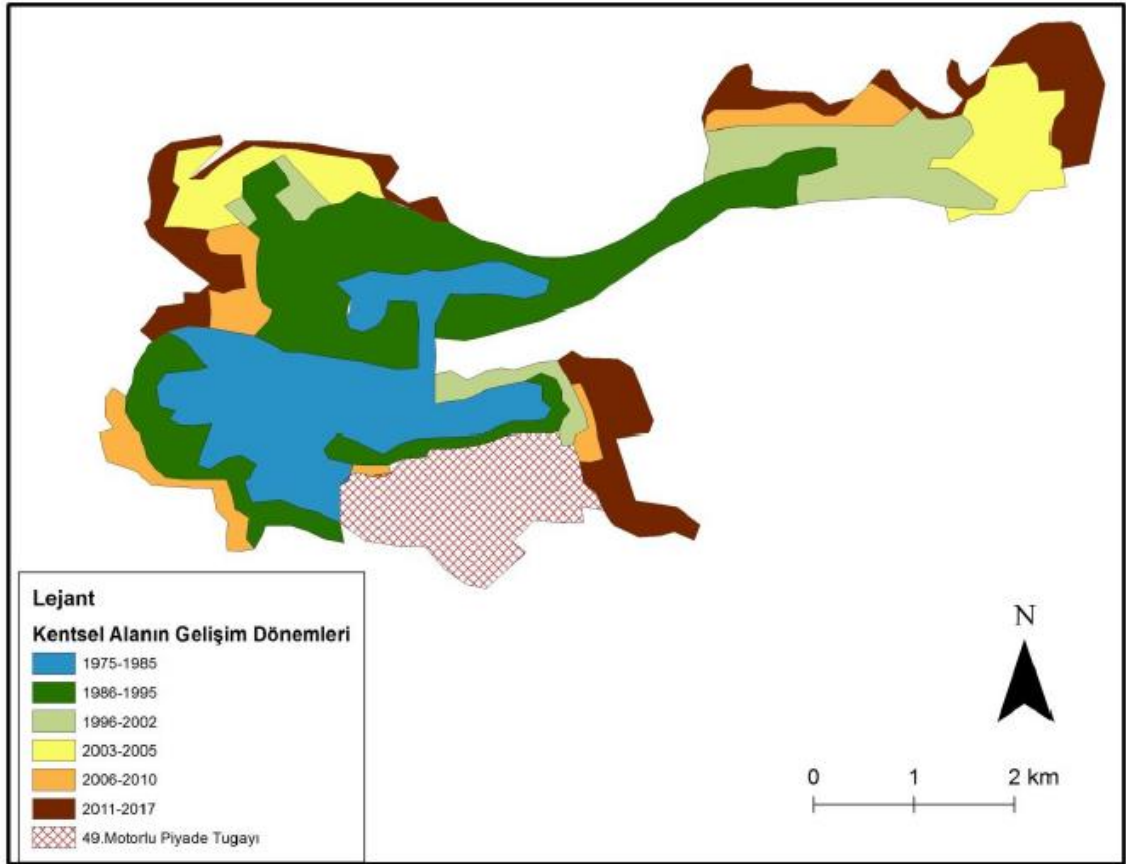 Lejant
Kentsel Alanın Gelişim Dönemleri
1975-1985
1986-1995
1996-2002
2003-2005
2006-2010
2011-2017
49.Motorlu Piyade Tugayı
N
0 1 2 km